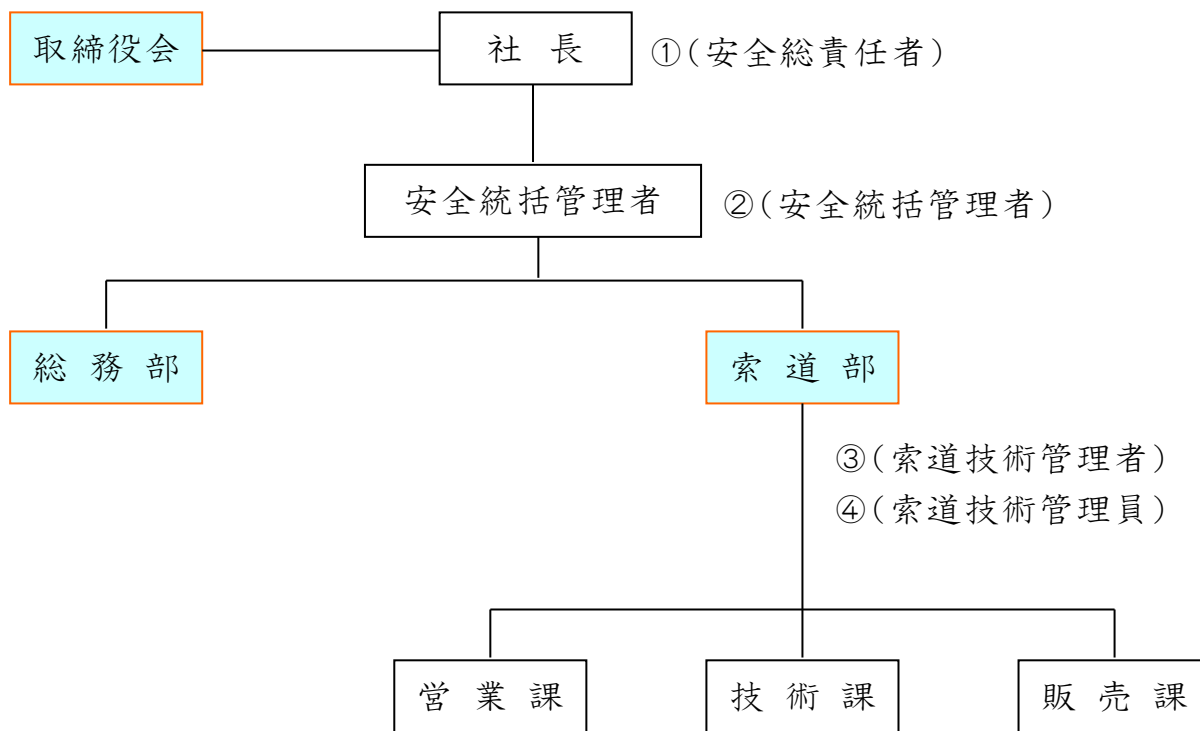 取締役会
社長
①(安全総責任者)
安全統括管理者
②(安全統括管理者)
総務部
索道部
③(索道技術管理者)
④(索道技術管理員)
営業課
技術課
販売課